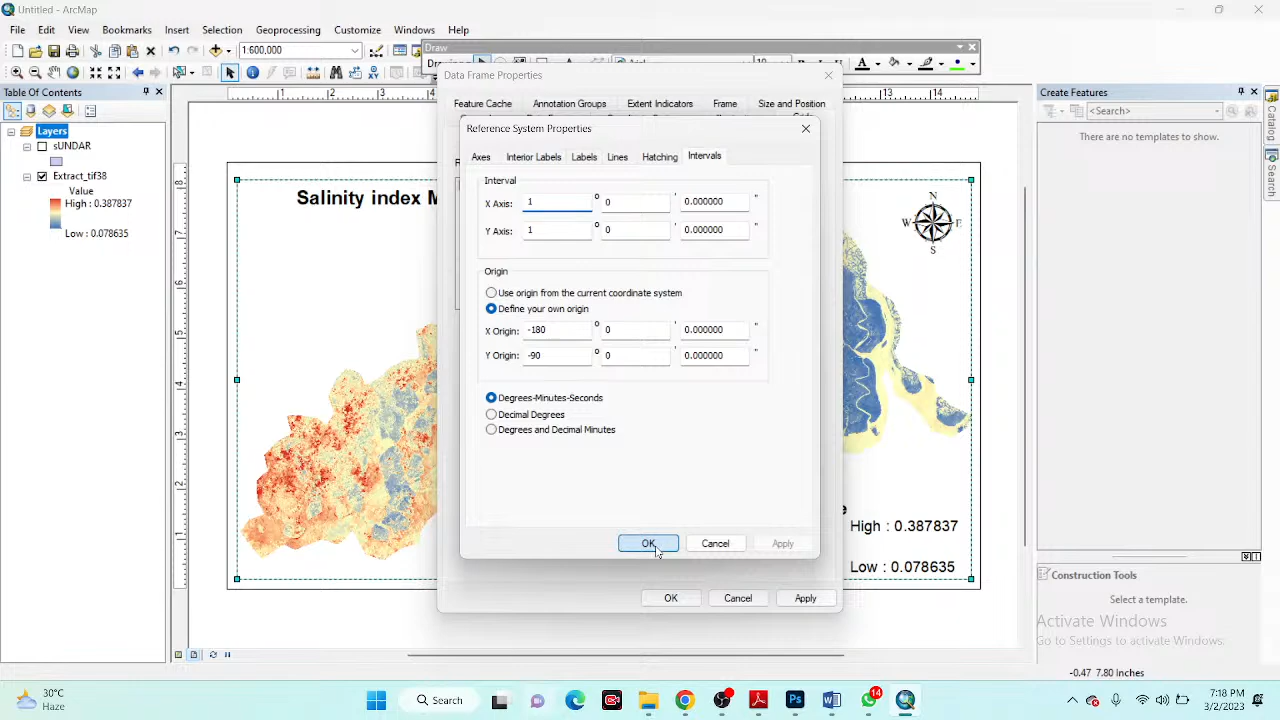 Untitled - ArcMap
File Edit View Bookmarks Insert Selection Geoprocessing Customize Windows Help
1:600,000
Draw
Table Of Contents
Layers
sUNDAR
Extract_tif38
Value
High : 0.387837
Low : 0.078635
Data Frame Properties
Feature Cache Annotation Groups Extent Indicators Frame Size and Position
Reference System Properties
Axes Interior Labels Labels Lines Hatching Intervals
Interval
X Axis: 1 ° 0 ' 0.000000 "
Y Axis: 1 ° 0 ' 0.000000 "
Origin
Use origin from the current coordinate system
Define your own origin
X Origin: -180 ° 0 ' 0.000000 "
Y Origin: -90 ° 0 ' 0.000000 "
Degrees-Minutes-Seconds
Decimal Degrees
Degrees and Decimal Minutes
OK Cancel Apply
OK Cancel Apply
Salinity index M
N
W E
S
High : 0.387837
Low : 0.078635
Create Features
<Search>
There are no templates to show.
Catalog
Search
Construction Tools
Select a template.
Activate Windows
Go to Settings to activate Windows.
-0.47 7.80 Inches
30°C
Haze
Search
14
7:18 PM
3/2/2023